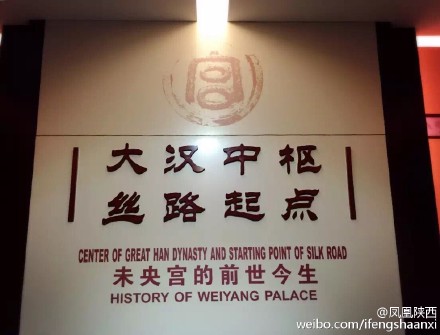 宫
大汉中枢
丝路起点
CENTER OF GREAT HAN DYNASTY AND STARTING POINT OF SILK ROAD
未央宫的前世今生
HISTORY OF WEIYANG PALACE
@凤凰陕西
weibo.com/ifengshaanxi